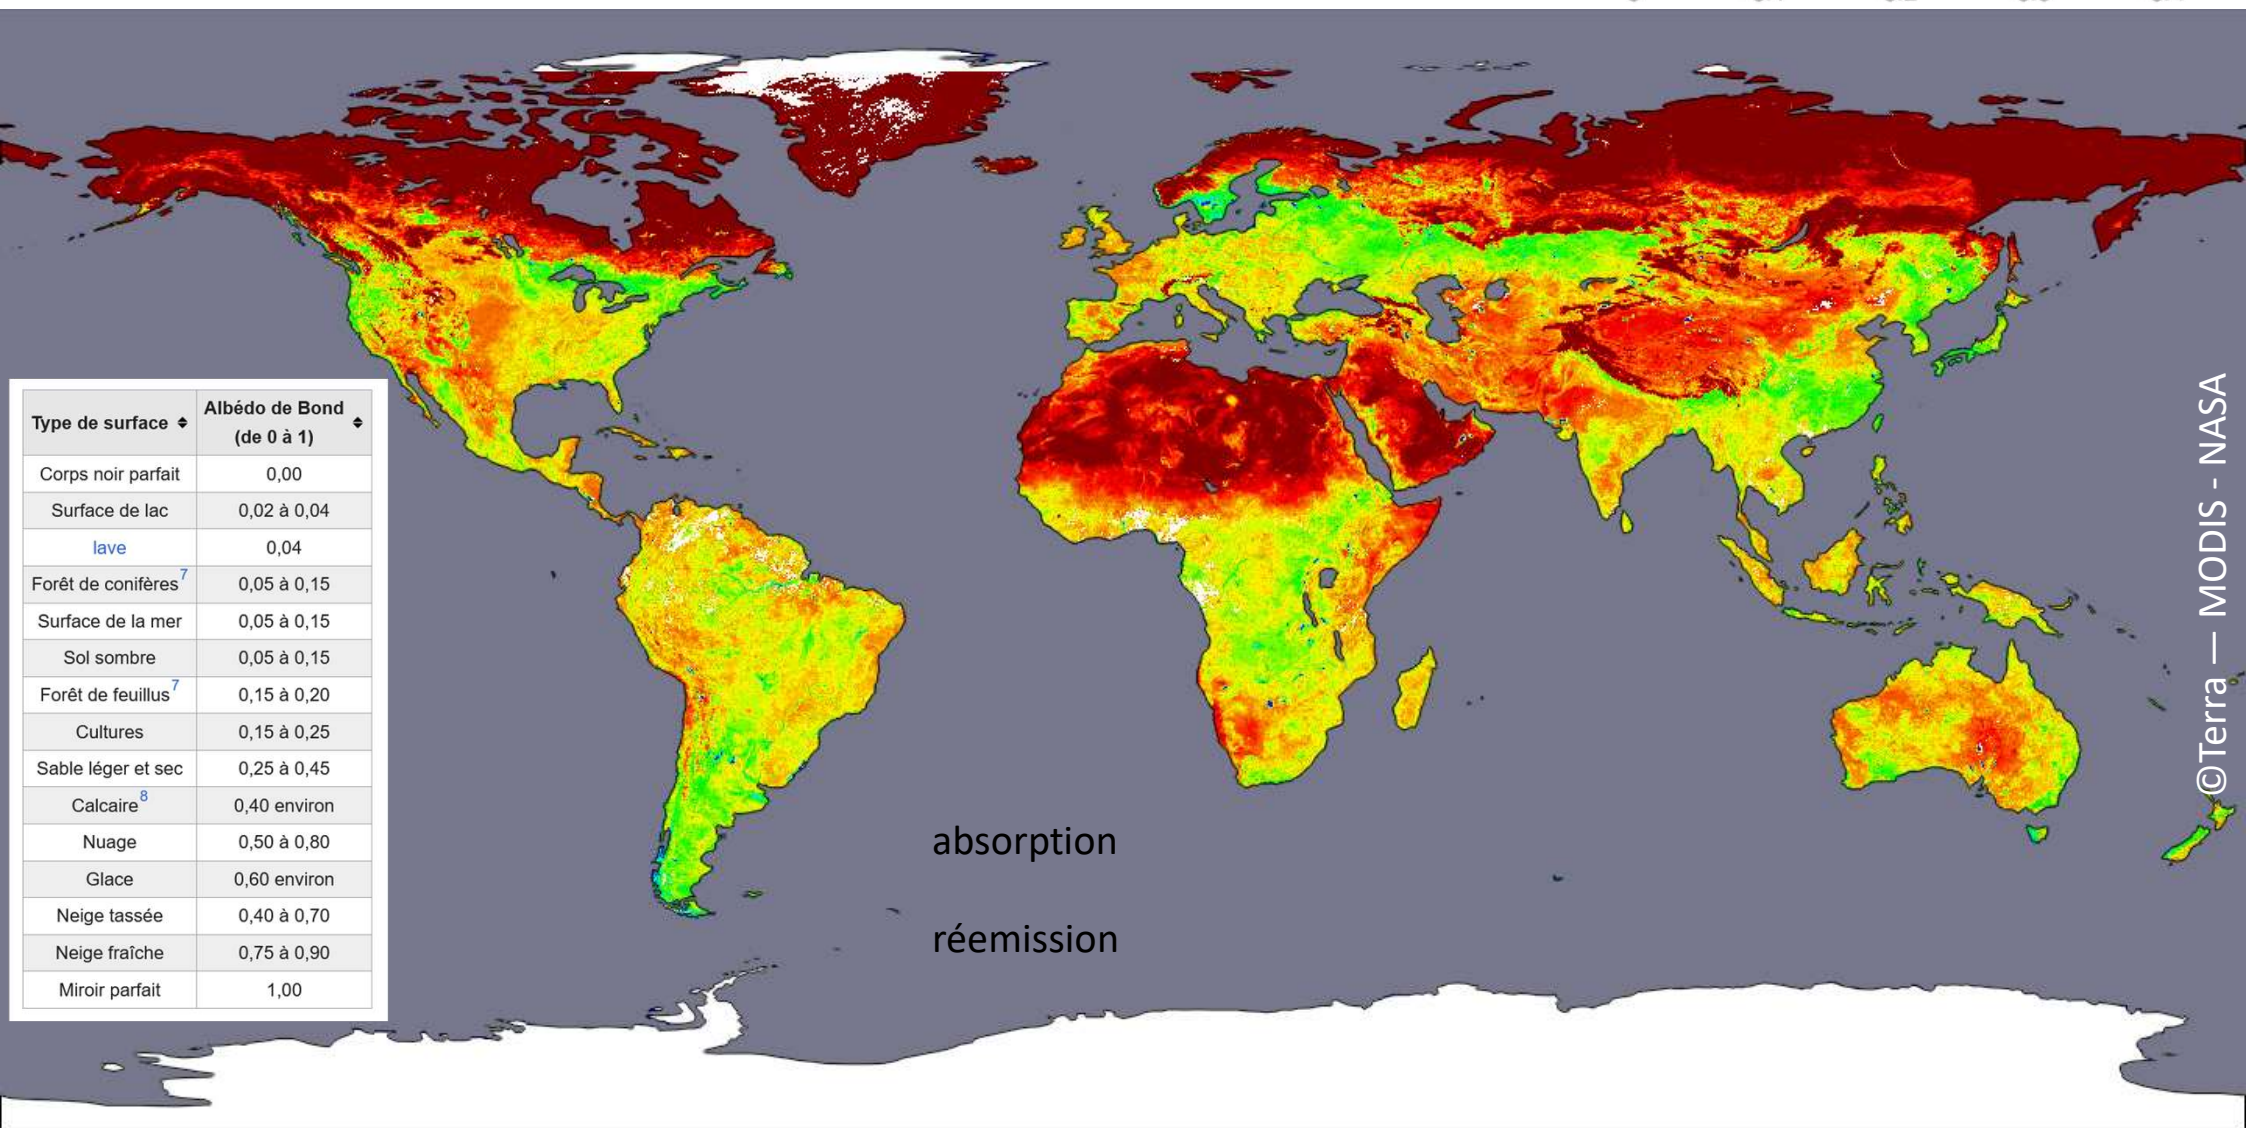 Type de surface
Albédo de Bond
(de 0 à 1)
Corps noir parfait 0,00
Surface de lac 0,02 à 0,04
lave 0,04
Forêt de conifères7 0,05 à 0,15
Surface de la mer 0,05 à 0,15
Sol sombre 0,05 à 0,15
Forêt de feuillus7 0,15 à 0,20
Cultures 0,15 à 0,25
Sable léger et sec 0,25 à 0,45
Calcaire8 0,40 environ
Nuage 0,50 à 0,80
Glace 0,60 environ
Neige tassée 0,40 à 0,70
Neige fraîche 0,75 à 0,90
Miroir parfait 1,00
absorption
réemission
©Terra — MODIS - NASA